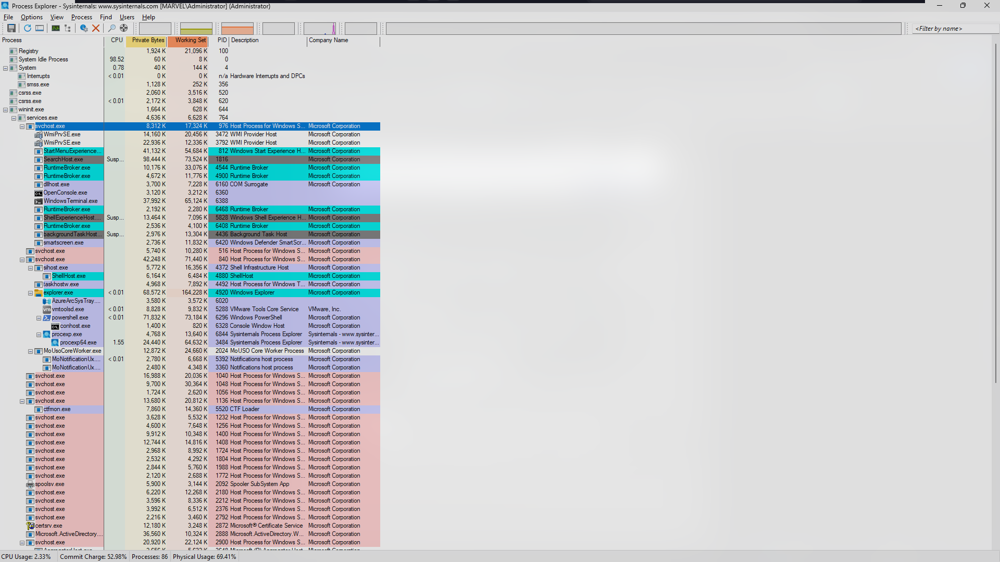 Process Explorer - Sysinternals: www.sysinternals.com [MARVEL\Administrator] (Administrator)
File Options View Process Find Users Help
<Filter by name>
Process CPU Private Bytes Working Set PID Description Company Name
Registry 1,924 K 21,096 K 100
System Idle Process 98.52 60 K 8 K 0
System 0.78 40 K 144 K 4
Interrupts < 0.01 0 K 0 K n/a Hardware Interrupts and DPCs
smss.exe 1,128 K 252 K 356
csrss.exe 2,060 K 3,516 K 520
csrss.exe < 0.01 2,172 K 3,848 K 620
wininit.exe 1,664 K 628 K 644
services.exe 4,636 K 6,628 K 764
svchost.exe 8,312 K 17,324 K 976 Host Process for Windows S... Microsoft Corporation
WmiPrvSE.exe 14,160 K 20,456 K 3472 WMI Provider Host Microsoft Corporation
WmiPrvSE.exe 22,936 K 12,336 K 3792 WMI Provider Host Microsoft Corporation
StartMenuExperience... 41,132 K 54,684 K 812 Windows Start Experience H... Microsoft Corporation
SearchHost.exe Susp... 98,444 K 73,524 K 1816 Microsoft Corporation
RuntimeBroker.exe 10,176 K 33,076 K 4544 Runtime Broker Microsoft Corporation
RuntimeBroker.exe 4,672 K 11,776 K 4900 Runtime Broker Microsoft Corporation
dllhost.exe 3,700 K 7,228 K 6160 COM Surrogate Microsoft Corporation
OpenConsole.exe 3,120 K 3,212 K 6360
WindowsTerminal.exe 37,992 K 65,124 K 6388
RuntimeBroker.exe 2,192 K 2,280 K 6468 Runtime Broker Microsoft Corporation
ShellExperienceHost.... Susp... 13,464 K 7,096 K 5828 Windows Shell Experience H... Microsoft Corporation
RuntimeBroker.exe 2,536 K 4,100 K 6408 Runtime Broker Microsoft Corporation
backgroundTaskHost... Susp... 2,976 K 13,304 K 4436 Background Task Host Microsoft Corporation
smartscreen.exe 2,736 K 11,832 K 6420 Windows Defender SmartScr... Microsoft Corporation
svchost.exe 5,740 K 10,280 K 516 Host Process for Windows S... Microsoft Corporation
svchost.exe 42,248 K 71,440 K 840 Host Process for Windows S... Microsoft Corporation
sihost.exe 5,772 K 16,356 K 4372 Shell Infrastructure Host Microsoft Corporation
ShellHost.exe 6,164 K 6,484 K 4880 ShellHost Microsoft Corporation
taskhostw.exe 4,968 K 7,892 K 4492 Host Process for Windows T... Microsoft Corporation
explorer.exe < 0.01 68,572 K 164,228 K 4920 Windows Explorer Microsoft Corporation
AzureArcSysTray.... 3,580 K 3,572 K 6020
vmtoolsd.exe < 0.01 8,828 K 9,832 K 5288 VMware Tools Core Service VMware, Inc.
powershell.exe < 0.01 71,832 K 73,184 K 6296 Windows PowerShell Microsoft Corporation
conhost.exe 1,400 K 820 K 6328 Console Window Host Microsoft Corporation
procexp.exe 4,768 K 13,640 K 6844 Sysinternals Process Explorer Sysinternals - www.sysinter...
procexp64.exe 1.55 24,440 K 64,632 K 3484 Sysinternals Process Explorer Sysinternals - www.sysinter...
MoUsoCoreWorker.exe 12,872 K 24,660 K 2024 MoUSO Core Worker Process Microsoft Corporation
MoNotificationUx.... < 0.01 2,780 K 6,668 K 5392 Notifications host process Microsoft Corporation
MoNotificationUx.... 2,480 K 4,348 K 3360 Notifications host process Microsoft Corporation
svchost.exe 16,988 K 20,036 K 1040 Host Process for Windows S... Microsoft Corporation
svchost.exe 9,700 K 30,364 K 1048 Host Process for Windows S... Microsoft Corporation
svchost.exe 1,724 K 2,620 K 1056 Host Process for Windows S... Microsoft Corporation
svchost.exe 13,680 K 20,812 K 1136 Host Process for Windows S... Microsoft Corporation
ctfmon.exe 7,860 K 14,360 K 5520 CTF Loader Microsoft Corporation
svchost.exe 3,628 K 5,532 K 1232 Host Process for Windows S... Microsoft Corporation
svchost.exe 4,600 K 7,648 K 1256 Host Process for Windows S... Microsoft Corporation
svchost.exe 9,912 K 10,348 K 1400 Host Process for Windows S... Microsoft Corporation
svchost.exe 12,744 K 14,816 K 1408 Host Process for Windows S... Microsoft Corporation
svchost.exe 2,968 K 8,992 K 1724 Host Process for Windows S... Microsoft Corporation
svchost.exe 2,532 K 4,292 K 1804 Host Process for Windows S... Microsoft Corporation
svchost.exe 2,844 K 5,760 K 1988 Host Process for Windows S... Microsoft Corporation
svchost.exe 2,120 K 2,688 K 1772 Host Process for Windows S... Microsoft Corporation
spoolsv.exe 5,900 K 3,144 K 2092 Spooler SubSystem App Microsoft Corporation
svchost.exe 6,220 K 12,268 K 2180 Host Process for Windows S... Microsoft Corporation
svchost.exe 3,596 K 8,336 K 2212 Host Process for Windows S... Microsoft Corporation
svchost.exe 3,992 K 6,512 K 2376 Host Process for Windows S... Microsoft Corporation
svchost.exe 2,216 K 3,460 K 2792 Host Process for Windows S... Microsoft Corporation
certsrv.exe 12,180 K 3,248 K 2872 Microsoft® Certificate Service Microsoft Corporation
Microsoft.ActiveDirectory.... 36,560 K 10,324 K 2888 Microsoft.ActiveDirectory.W... Microsoft Corporation
svchost.exe 20,920 K 22,124 K 2900 Host Process for Windows S... Microsoft Corporation
CPU Usage: 2.33% Commit Charge: 52.98% Processes: 86 Physical Usage: 69.41%